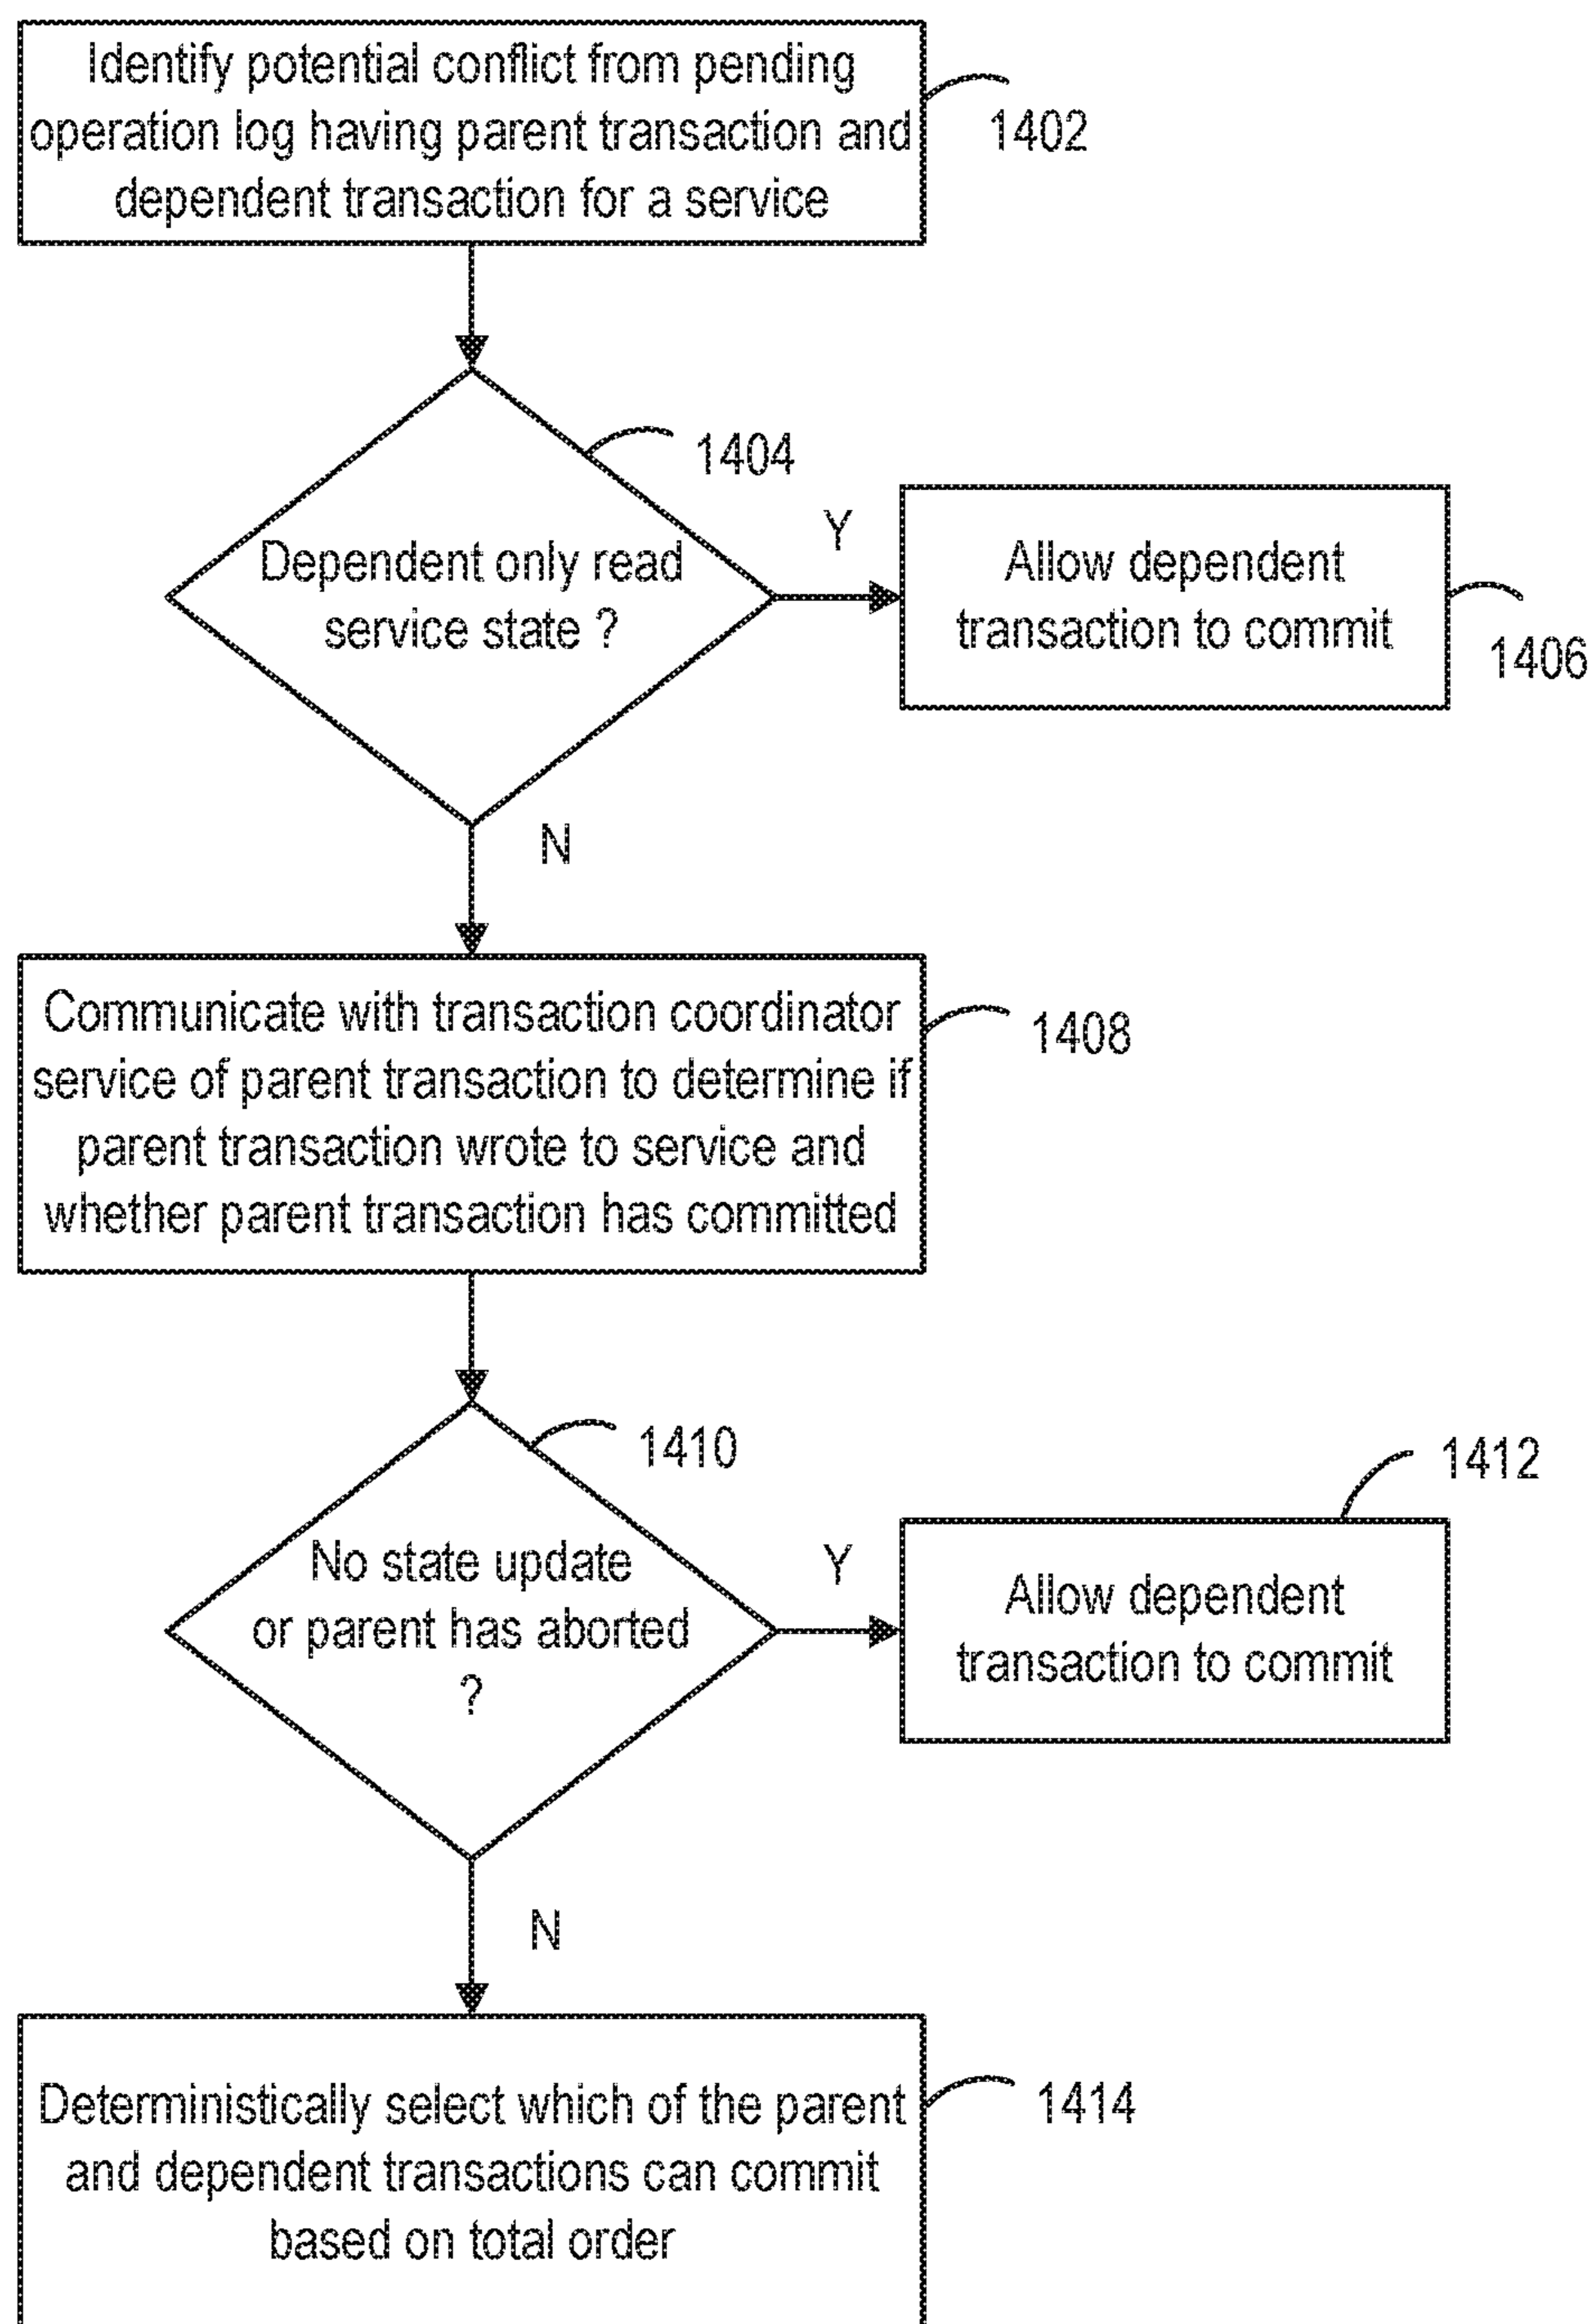 Identify potential conflict from pending
operation log having parent transaction and
dependent transaction for a service
1402
1404
Dependent only read
service state ?
Y
Allow dependent
transaction to commit
1406
N
Communicate with transaction coordinator
service of parent transaction to determine if
parent transaction wrote to service and
whether parent transaction has committed
1408
1410
No state update
or parent has aborted
?
Y
1412
Allow dependent
transaction to commit
N
Deterministically select which of the parent
and dependent transactions can commit
based on total order
1414